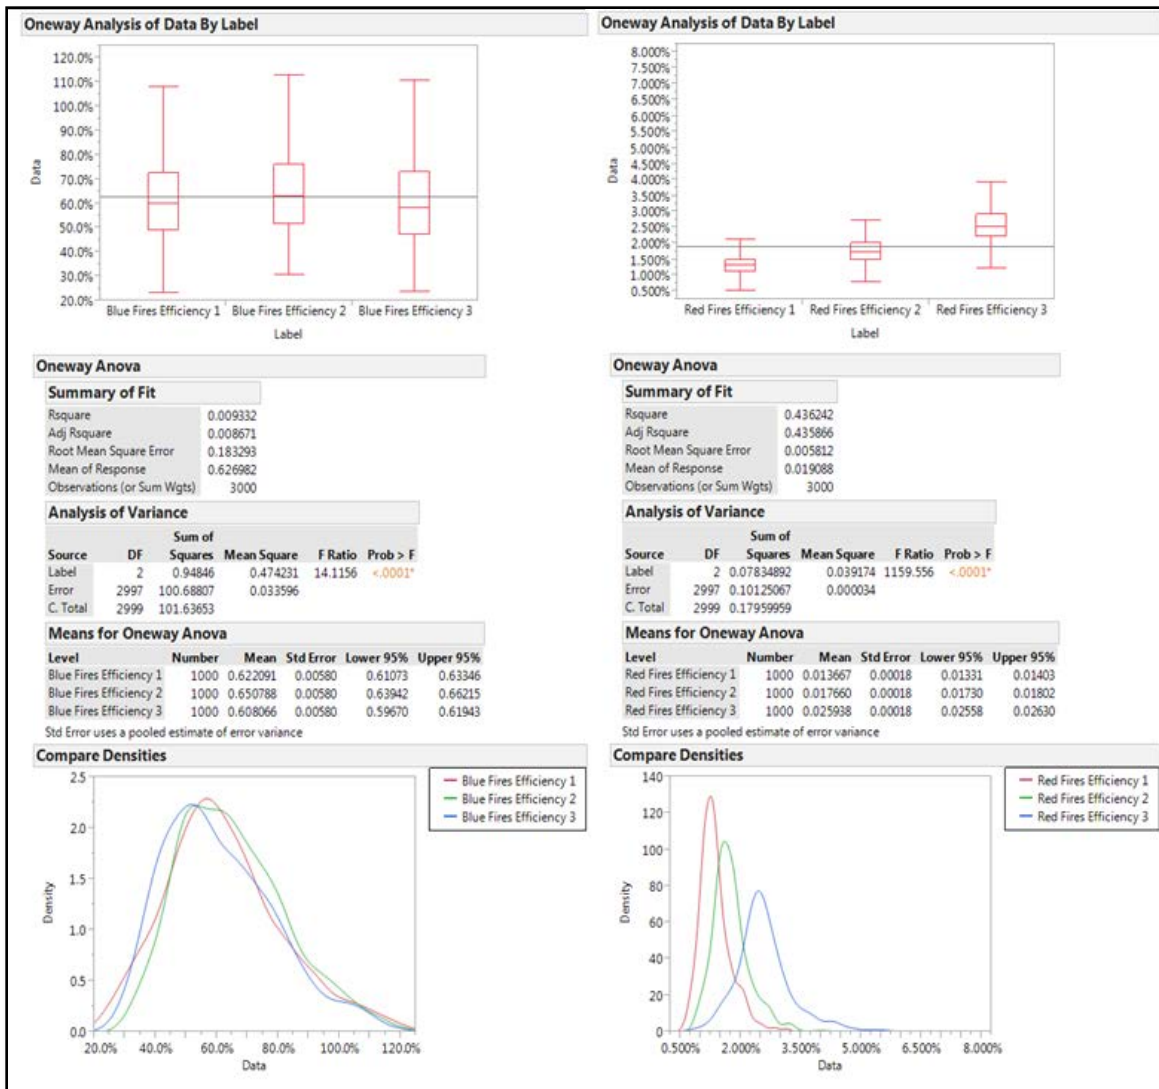 Oneway Analysis of Data By Label
120.0%
110.0%
100.0%
90.0%
80.0%
70.0%
60.0%
50.0%
40.0%
30.0%
20.0%
Data
Blue Fires Efficiency 1 Blue Fires Efficiency 2 Blue Fires Efficiency 3
Label
Oneway Anova
Summary of Fit
Rsquare 0.009332
Adj Rsquare 0.008671
Root Mean Square Error 0.183293
Mean of Response 0.626982
Observations (or Sum Wgts) 3000
Analysis of Variance
Sum of
Source DF Squares Mean Square F Ratio Prob > F
Label 2 0.94846 0.474231 14.1156 <.0001*
Error 2997 100.68807 0.033596
C. Total 2999 101.63653
Means for Oneway Anova
Level Number Mean Std Error Lower 95% Upper 95%
Blue Fires Efficiency 1 1000 0.622091 0.00580 0.61073 0.63346
Blue Fires Efficiency 2 1000 0.650788 0.00580 0.63942 0.66215
Blue Fires Efficiency 3 1000 0.608066 0.00580 0.59670 0.61943
Std Error uses a pooled estimate of error variance
Compare Densities
2.5
2.0
1.5
1.0
0.5
0.0
Density
20.0% 40.0% 60.0% 80.0% 100.0% 120.0%
Data
Blue Fires Efficiency 1
Blue Fires Efficiency 2
Blue Fires Efficiency 3
Oneway Analysis of Data By Label
8.000%
7.500%
7.000%
6.500%
6.000%
5.500%
5.000%
4.500%
4.000%
3.500%
3.000%
2.500%
2.000%
1.500%
1.000%
0.500%
Data
Red Fires Efficiency 1 Red Fires Efficiency 2 Red Fires Efficiency 3
Label
Oneway Anova
Summary of Fit
Rsquare 0.436242
Adj Rsquare 0.435866
Root Mean Square Error 0.005812
Mean of Response 0.019088
Observations (or Sum Wgts) 3000
Analysis of Variance
Sum of
Source DF Squares Mean Square F Ratio Prob > F
Label 2 0.07834892 0.039174 1159.556 <.0001*
Error 2997 0.10125067 0.000034
C. Total 2999 0.17959959
Means for Oneway Anova
Level Number Mean Std Error Lower 95% Upper 95%
Red Fires Efficiency 1 1000 0.013667 0.00018 0.01331 0.01403
Red Fires Efficiency 2 1000 0.017660 0.00018 0.01730 0.01802
Red Fires Efficiency 3 1000 0.025938 0.00018 0.02558 0.02630
Std Error uses a pooled estimate of error variance
Compare Densities
140
120
100
80
60
40
20
0
Density
0.500% 2.000% 3.500% 5.000% 6.500% 8.000%
Data
Red Fires Efficiency 1
Red Fires Efficiency 2
Red Fires Efficiency 3